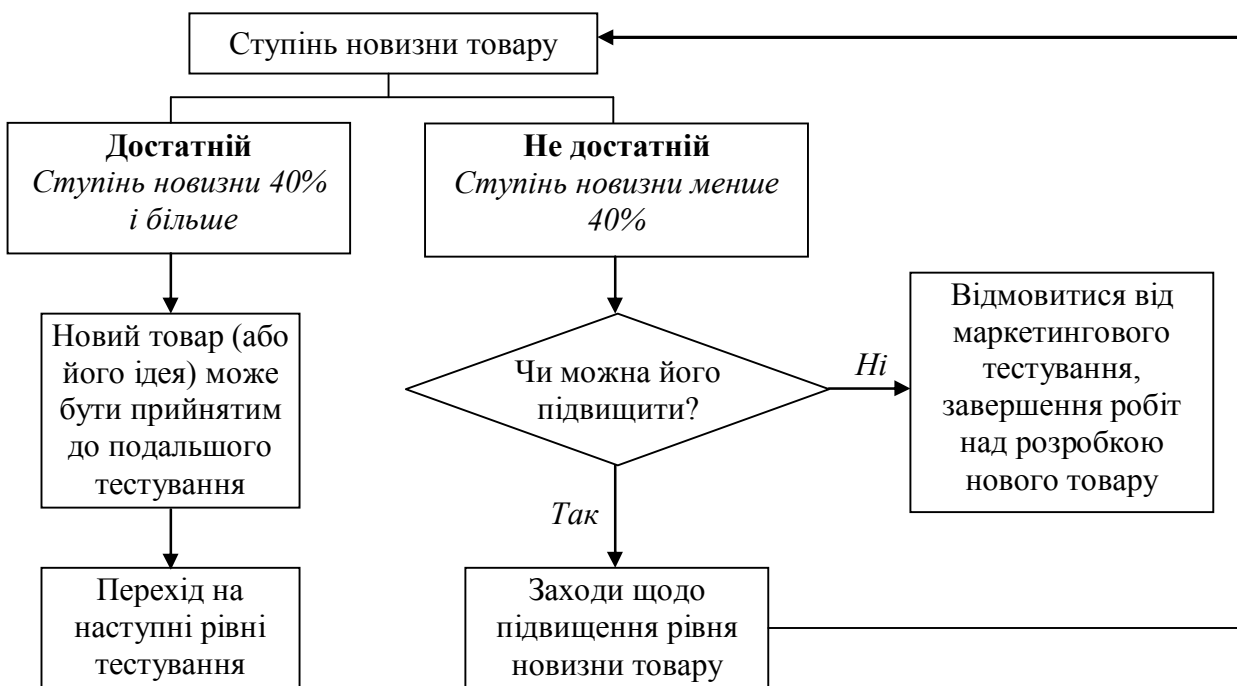 Ступінь новизни товару
Достатній
Ступінь новизни 40%
і більше
Не достатній
Ступінь новизни менше
40%
Новий товар (або
його ідея) може
бути прийнятим
до подальшого
тестування
Чи можна його
підвищити?
Ні
Відмовитися від
маркетингового
тестування,
завершення робіт
над розробкою
нового товару
Так
Перехід на
наступні рівні
тестування
Заходи щодо
підвищення рівня
новизни товару